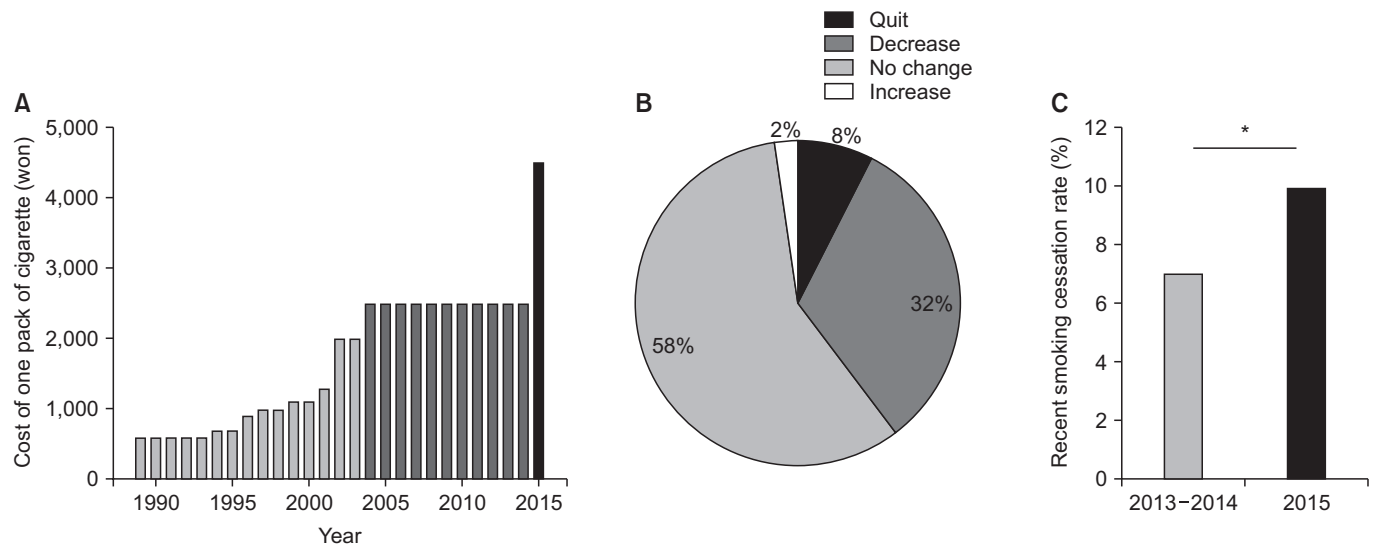 Quit
Decrease
No change
Increase
A
Cost of one pack of cigarette (won)
5,000
4,000
3,000
2,000
1,000
0
1990 1995 2000 2005 2010 2015
Year
B
2%
8%
32%
58%
C
Recent smoking cessation rate (%)
12
10
8
6
4
2
0
*
2013−2014 2015